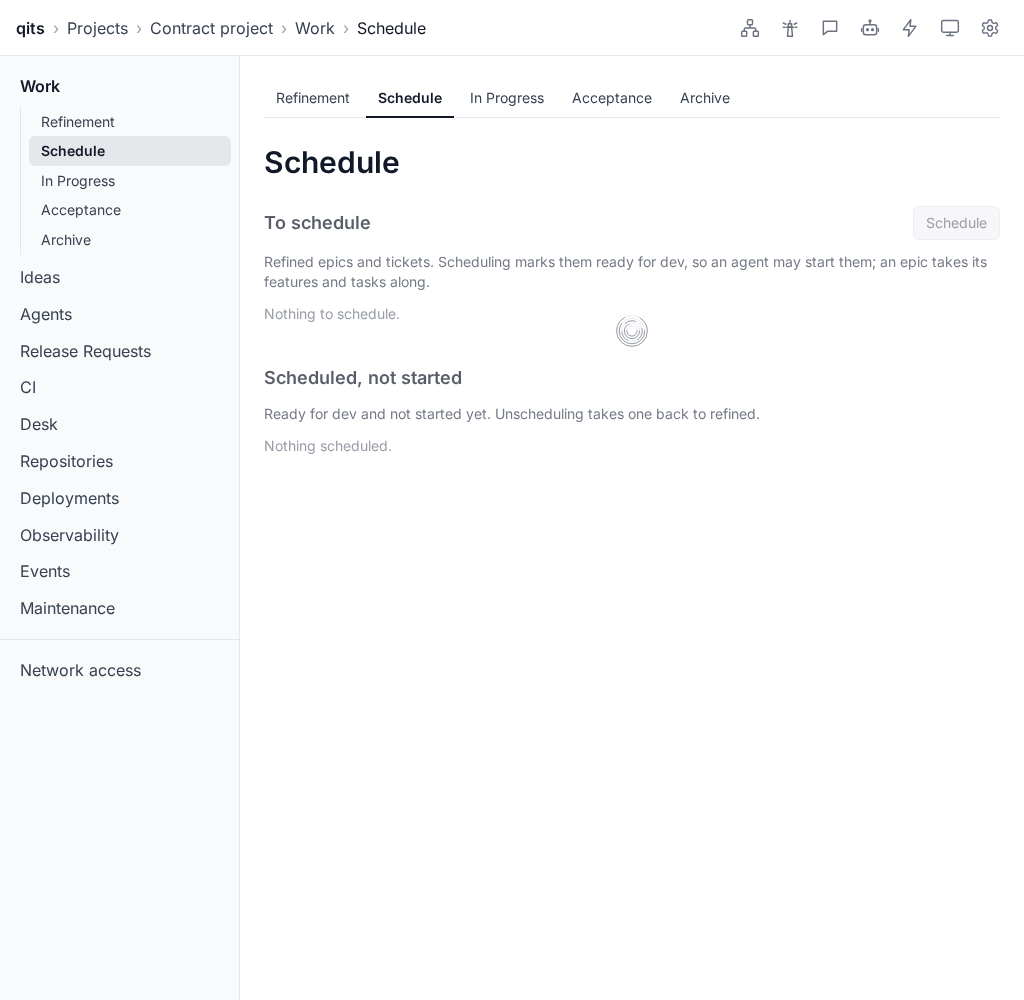 qits › Projects › Contract project › Work › Schedule
Work
Refinement
Schedule
In Progress
Acceptance
Archive
Ideas
Agents
Release Requests
CI
Desk
Repositories
Deployments
Observability
Events
Maintenance
Network access
Refinement Schedule In Progress Acceptance Archive
Schedule
To schedule
Schedule
Refined epics and tickets. Scheduling marks them ready for dev, so an agent may start them; an epic takes its
features and tasks along.
Nothing to schedule.
Scheduled, not started
Ready for dev and not started yet. Unscheduling takes one back to refined.
Nothing scheduled.